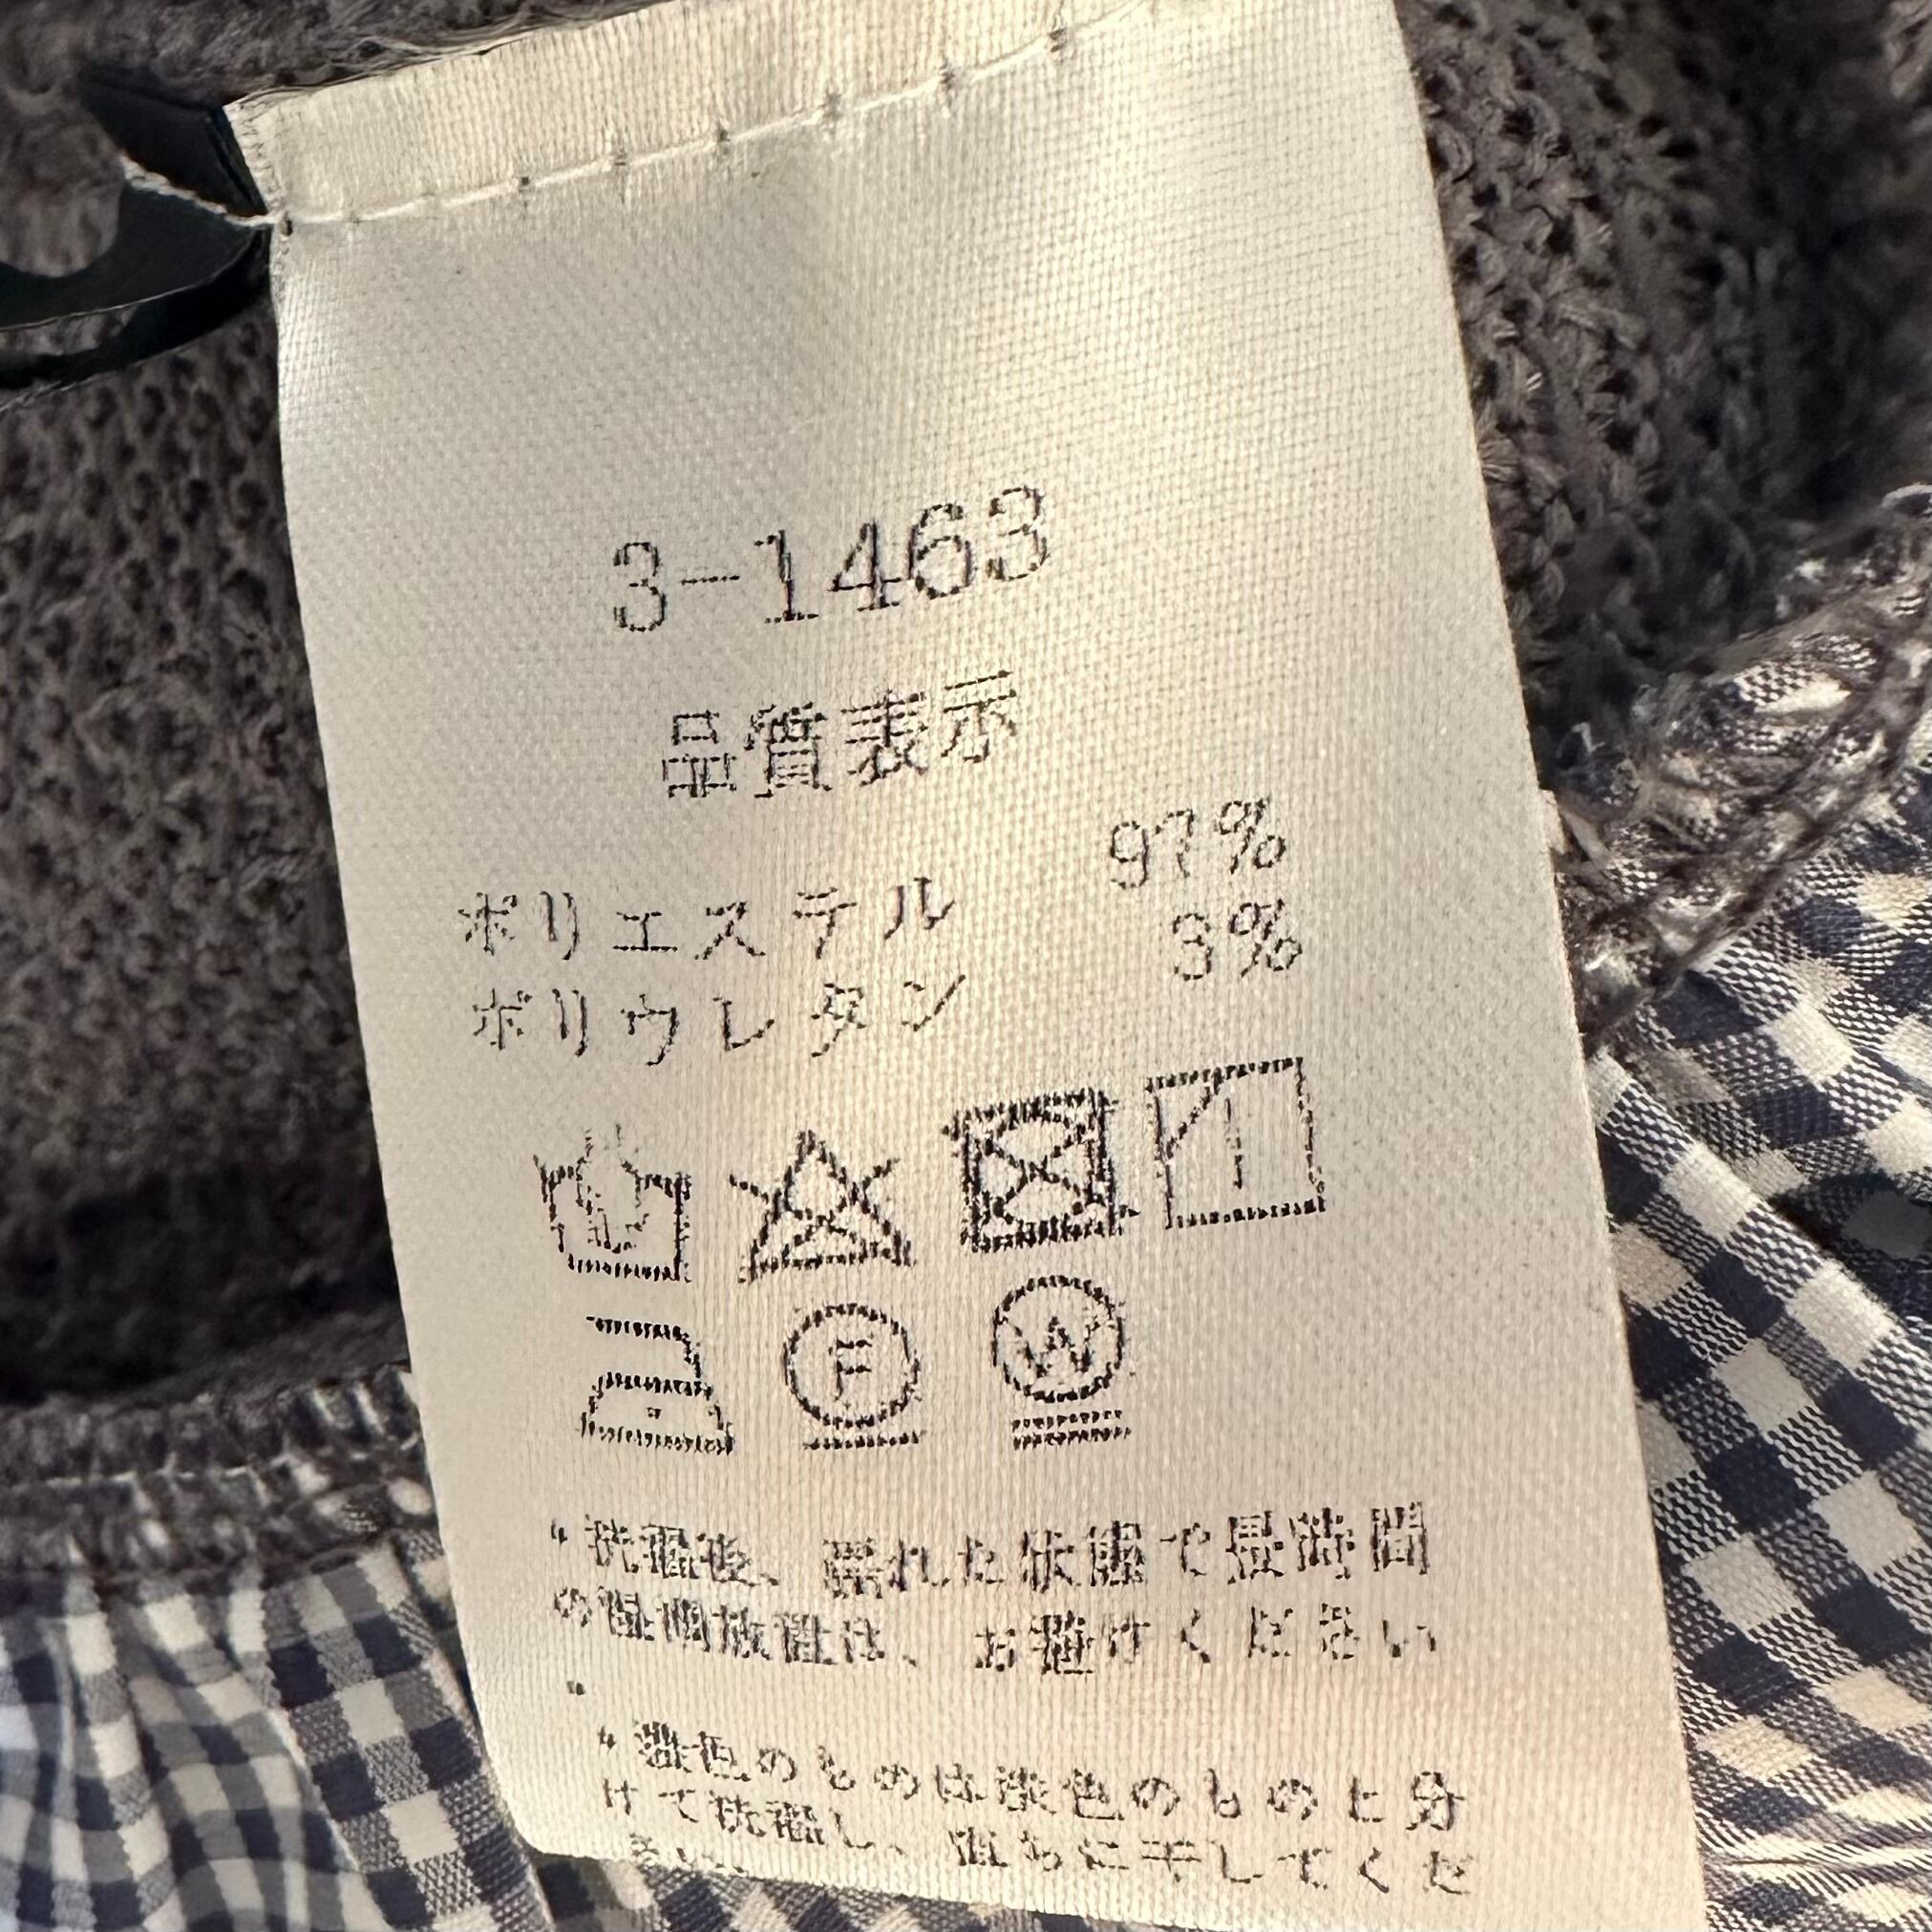 3-1463
品質表示
ポリエステル 97%
ポリウレタン 3%
F
W
*洗濯後、濡れた状態で長時間
の放置は、お避けください
。
*濃色のものは淡色のものと分
けて洗濯し、直ちに干してくだ
さい。